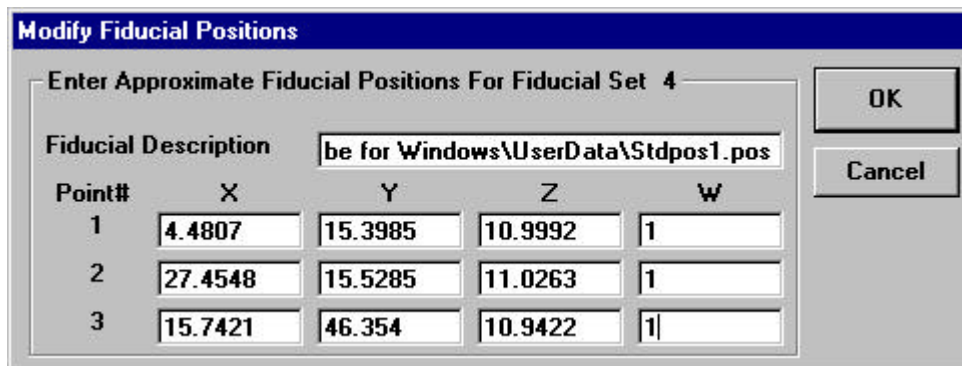 Modify Fiducial Positions
Enter Approximate Fiducial Positions For Fiducial Set 4
OK
Fiducial Description be for Windows\UserData\Stdpos1.pos
Cancel
Point# X Y Z W
1 4.4807 15.3985 10.9992 1
2 27.4548 15.5285 11.0263 1
3 15.7421 46.354 10.9422 1